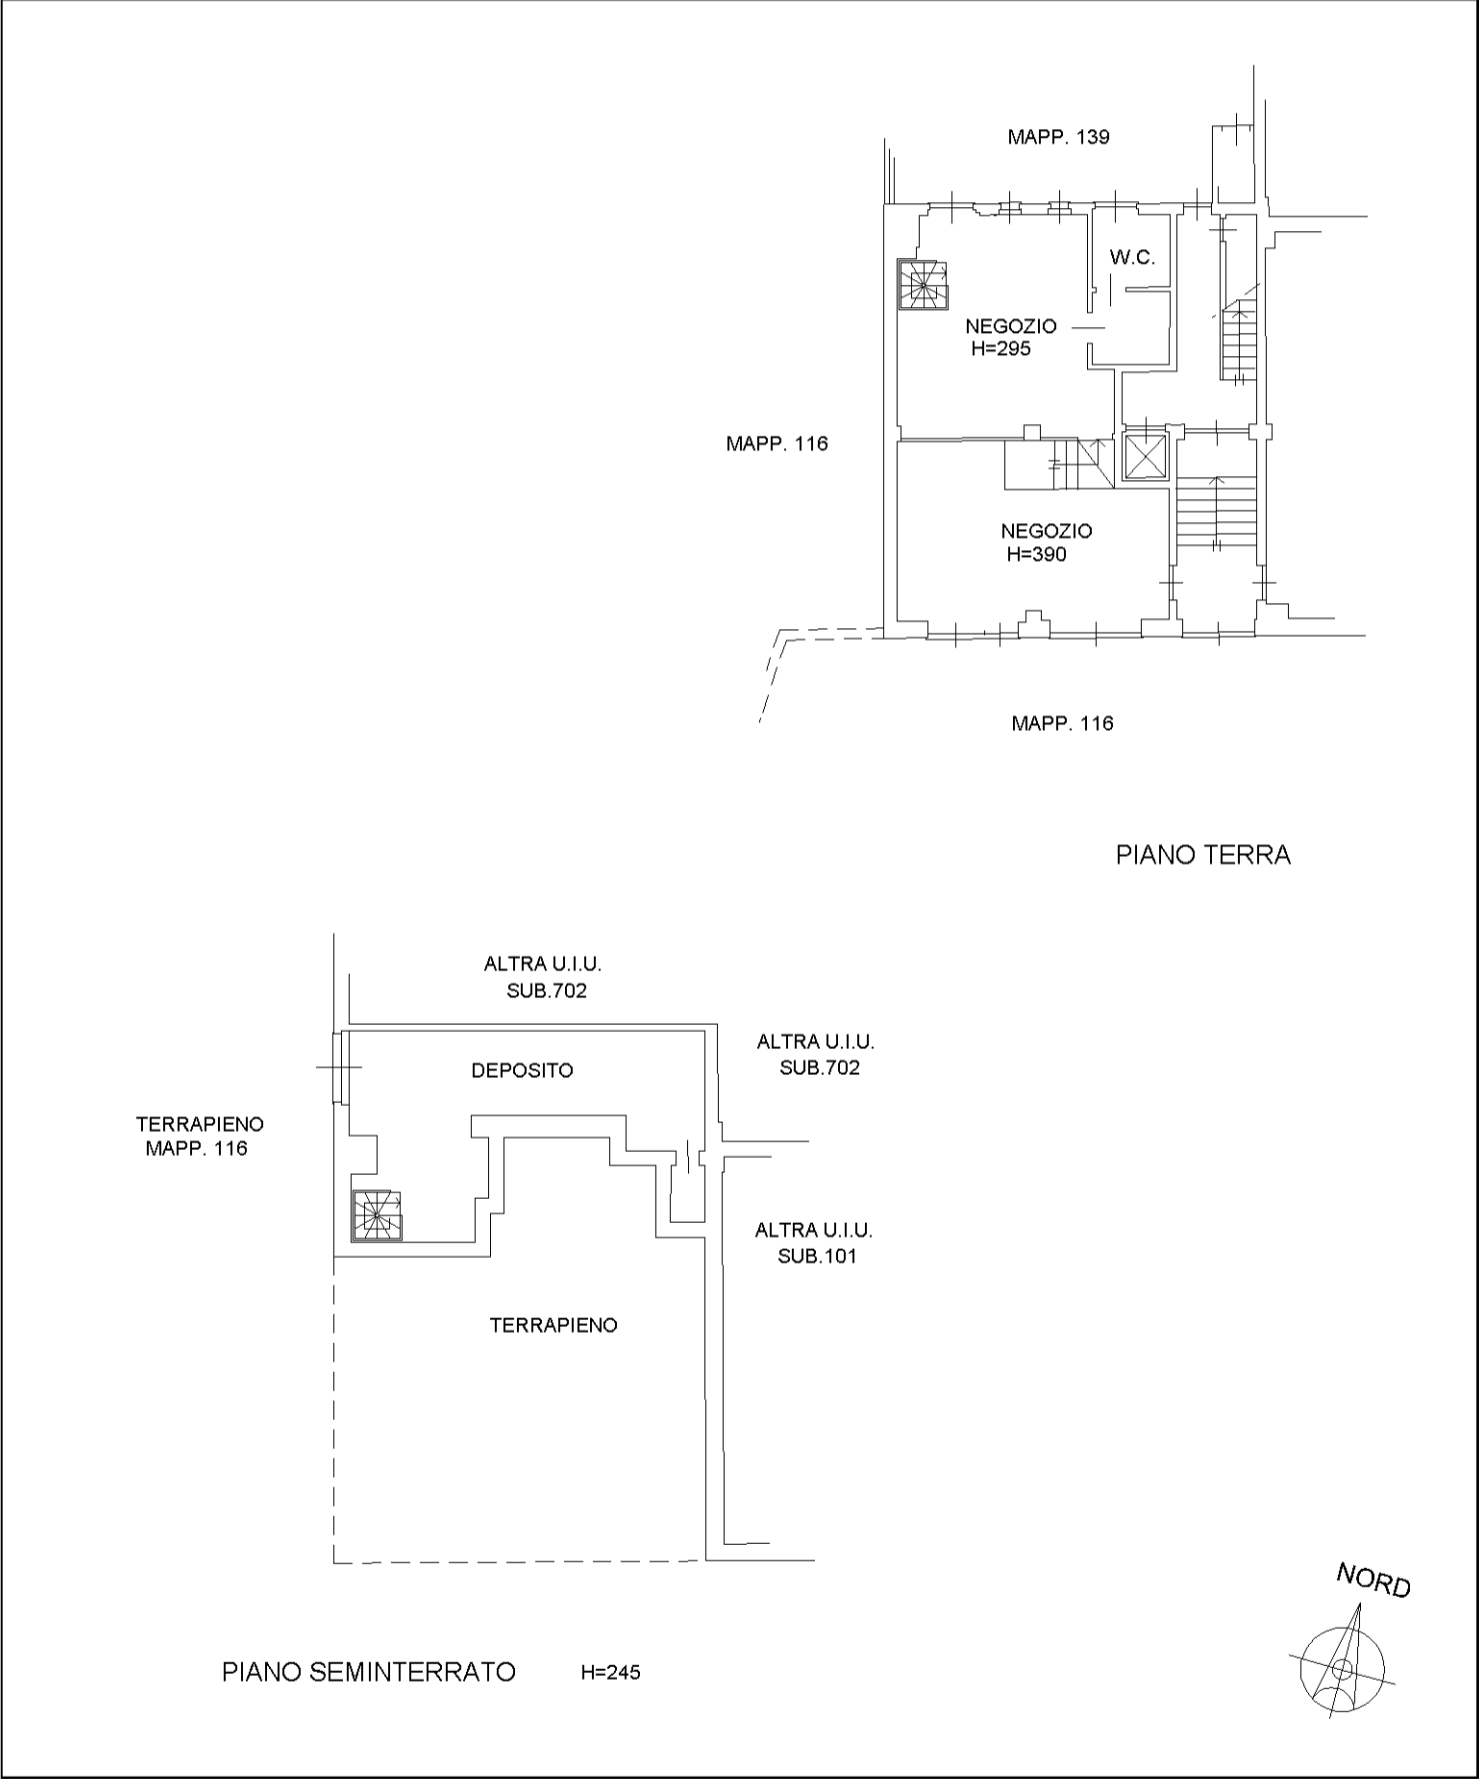 MAPP. 139
W.C.
NEGOZIO
H=295
MAPP. 116
NEGOZIO
H=390
MAPP. 116
PIANO TERRA
ALTRA U.I.U.
SUB.702
ALTRA U.I.U.
SUB.702
DEPOSITO
TERRAPIENO
MAPP. 116
ALTRA U.I.U.
SUB.101
TERRAPIENO
NORD
PIANO SEMINTERRATO H=245